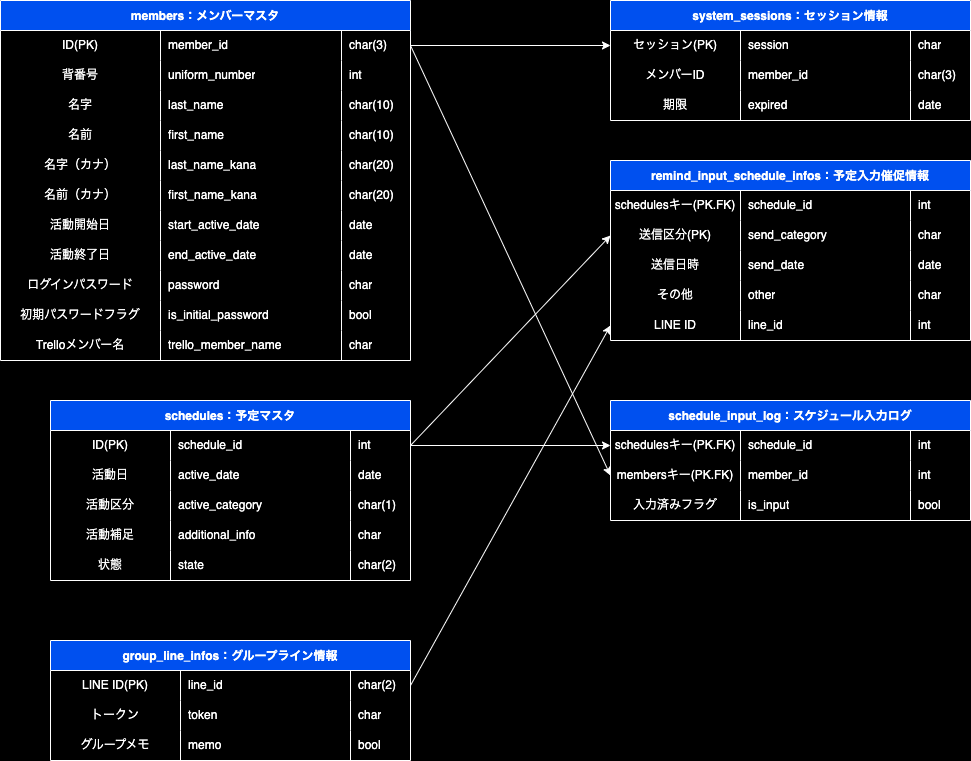 members：メンバーマスタ
ID(PK) member_id char(3)
背番号 uniform_number int
名字 last_name char(10)
名前 first_name char(10)
名字（カナ） last_name_kana char(20)
名前（カナ） first_name_kana char(20)
活動開始日 start_active_date date
活動終了日 end_active_date date
ログインパスワード password char
初期パスワードフラグ is_initial_password bool
Trelloメンバー名 trello_member_name char
schedules：予定マスタ
ID(PK) schedule_id int
活動日 active_date date
活動区分 active_category char(1)
活動補足 additional_info char
状態 state char(2)
group_line_infos：グループライン情報
LINE ID(PK) line_id char(2)
トークン token char
グループメモ memo bool
system_sessions：セッション情報
セッション(PK) session char
メンバーID member_id char(3)
期限 expired date
remind_input_schedule_infos：予定入力催促情報
schedulesキー(PK.FK) schedule_id int
送信区分(PK) send_category char
送信日時 send_date date
その他 other char
LINE ID line_id int
schedule_input_log：スケジュール入力ログ
schedulesキー(PK.FK) schedule_id int
membersキー(PK.FK) member_id int
入力済みフラグ is_input bool